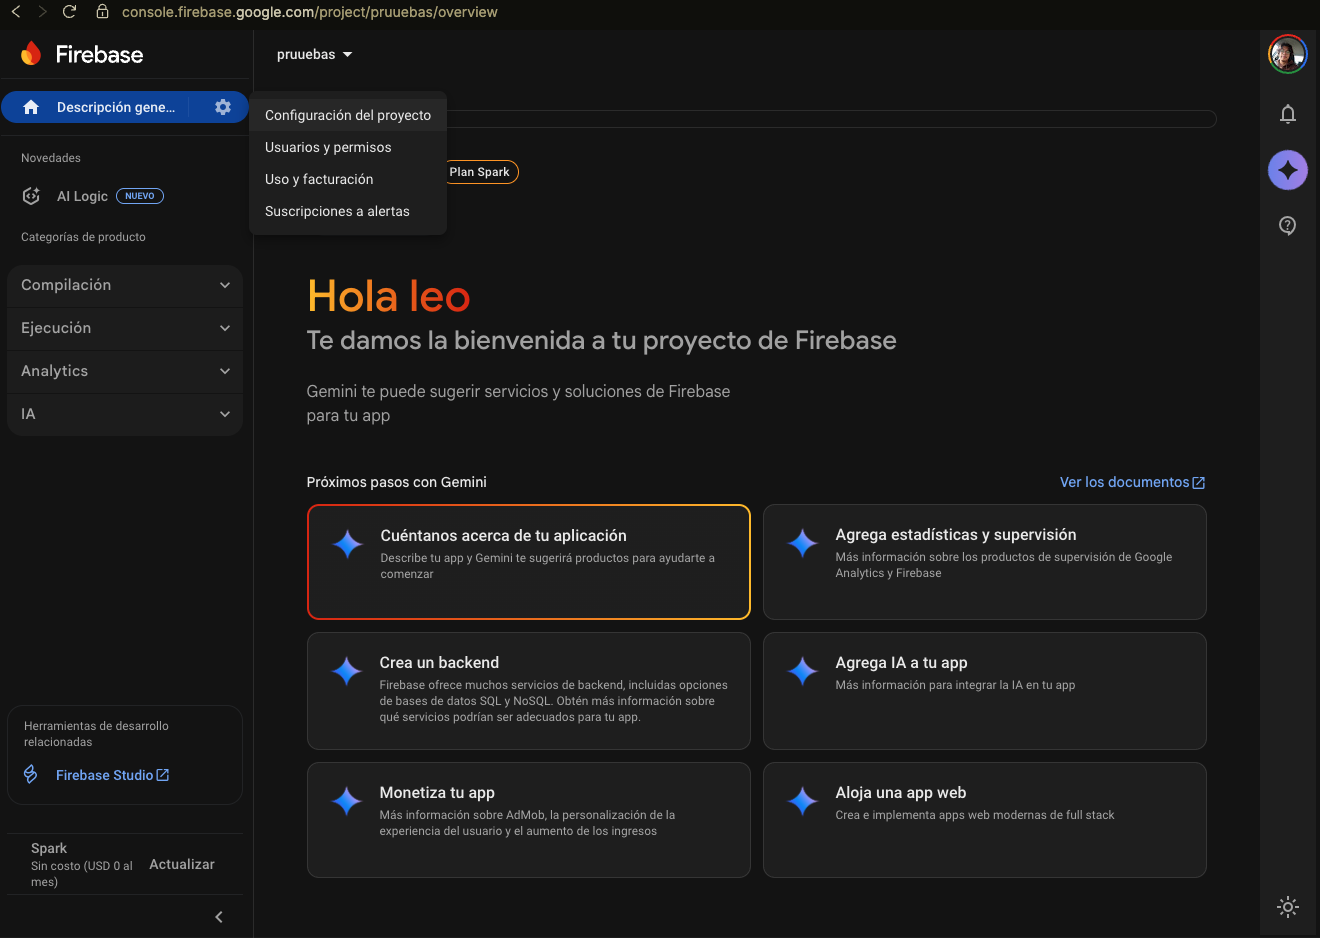 console.firebase.google.com/project/pruuebas/overview
Firebase
pruuebas
Descripción gene...
Configuración del proyecto
Usuarios y permisos
Uso y facturación
Suscripciones a alertas
Plan Spark
Novedades
AI Logic NUEVO
Categorías de producto
Compilación
Ejecución
Analytics
IA
Hola leo
Te damos la bienvenida a tu proyecto de Firebase
Gemini te puede sugerir servicios y soluciones de Firebase
para tu app
Próximos pasos con Gemini
Ver los documentos
Cuéntanos acerca de tu aplicación
Describe tu app y Gemini te sugerirá productos para ayudarte a
comenzar
Agrega estadísticas y supervisión
Más información sobre los productos de supervisión de Google
Analytics y Firebase
Crea un backend
Firebase ofrece muchos servicios de backend, incluidas opciones
de bases de datos SQL y NoSQL. Obtén más información sobre
qué servicios podrían ser adecuados para tu app.
Agrega IA a tu app
Más información para integrar la IA en tu app
Monetiza tu app
Más información sobre AdMob, la personalización de la
experiencia del usuario y el aumento de los ingresos
Aloja una app web
Crea e implementa apps web modernas de full stack
Herramientas de desarrollo
relacionadas
Firebase Studio
Spark
Sin costo (USD 0 al
mes)
Actualizar